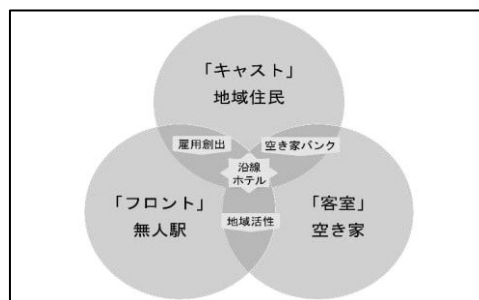 「キャスト」
地域住民
雇用創出
空き家バンク
沿線
ホテル
「フロント」
無人駅
地域活性
「客室」
空き家